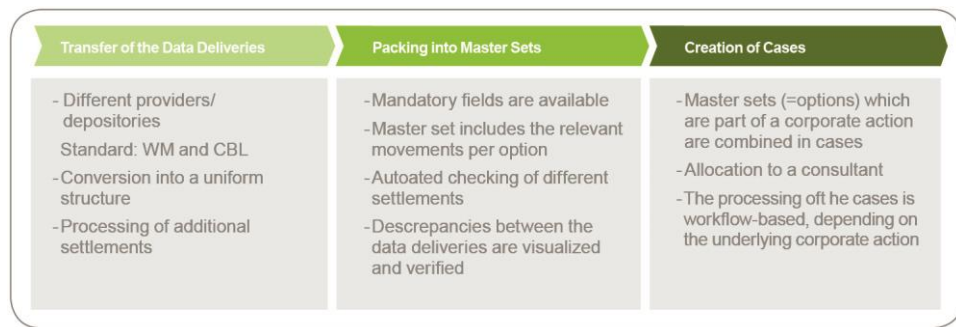 Transfer of the Data Deliveries
- Different providers/
depositories
Standard: WM and CBL
- Conversion into a uniform
structure
- Processing of additional
settlements
Packing into Master Sets
- Mandatory fields are available
- Master set includes the relevant
movements per option
- Autoated checking of different
settlements
- Discrepancies between the
data deliveries are visualized
and verified
Creation of Cases
- Master sets (=options) which
are part of a corporate action
are combined in cases
- Allocation to a consultant
- The processing oft he cases is
workflow-based, depending on
the underlying corporate action